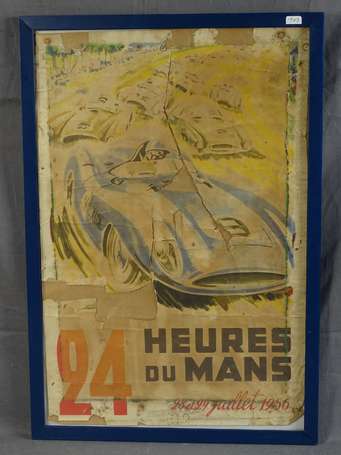 24 HEURES
DU MANS
28 et 29 juillet 1956